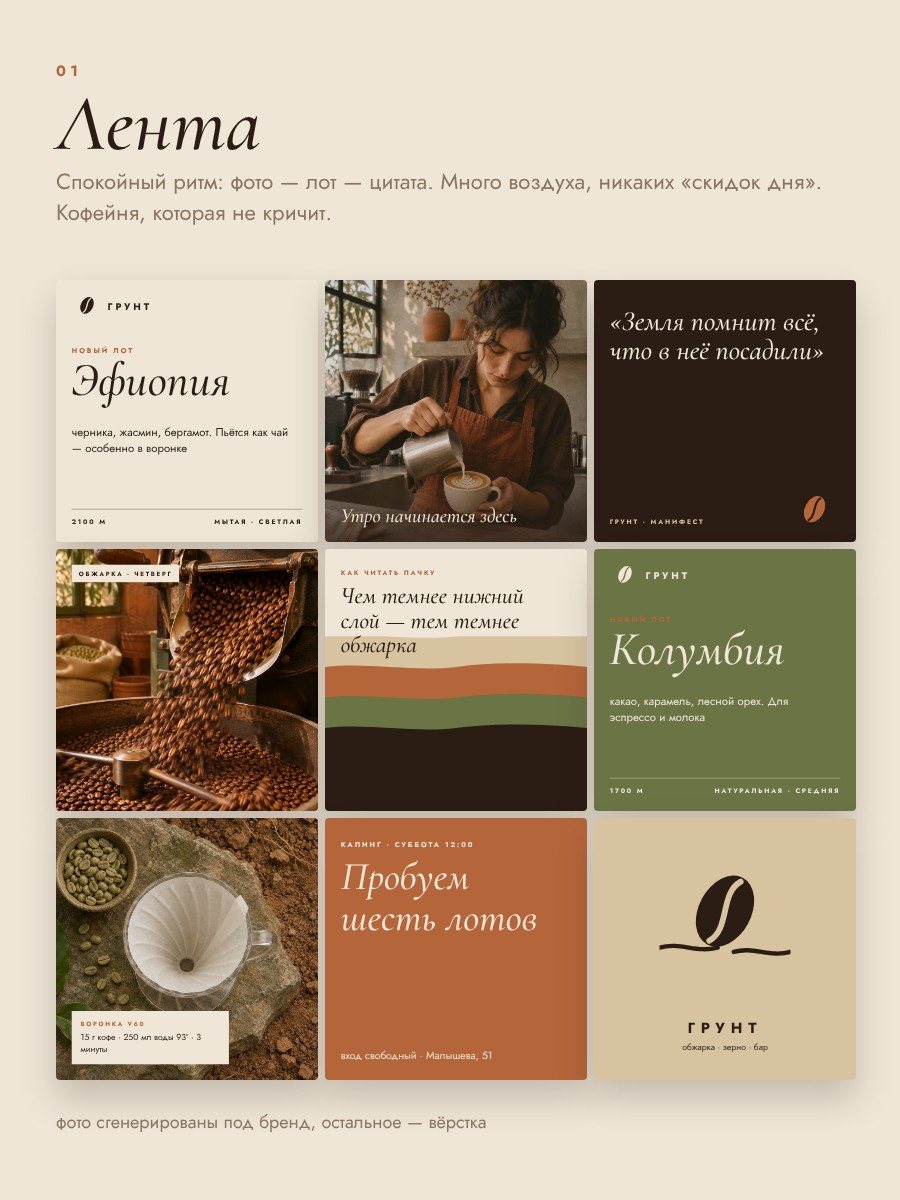 01
Лента
Спокойный ритм: фото — лот — цитата. Много воздуха, никаких «скидок дня».
Кофейня, которая не кричит.
ГРУНТ
НОВЫЙ ЛОТ
Эфиопия
черника, жасмин, бергамот. Пьётся как чай
— особенно в воронке
2100 М
МЫТАЯ · СВЕТЛАЯ
Утро начинается здесь
«Земля помнит всё,
что в неё посадили»
ГРУНТ · МАНИФЕСТ
ОБЖАРКА · ЧЕТВЕРГ
КАК ЧИТАТЬ ПАЧКУ
Чем темнее нижний
слой — тем темнее
обжарка
ГРУНТ
НОВЫЙ ЛОТ
Колумбия
какао, карамель, лесной орех. Для
эспрессо и молока
1700 М
НАТУРАЛЬНАЯ · СРЕДНЯЯ
ВОРОНКА V60
15 г кофе · 250 мл воды 93° · 3
минуты
КАПИНГ · СУББОТА 12:00
Пробуем
шесть лотов
вход свободный · Малышева, 51
ГРУНТ
обжарка · зерно · бар
фото сгенерированы под бренд, остальное — вёрстка